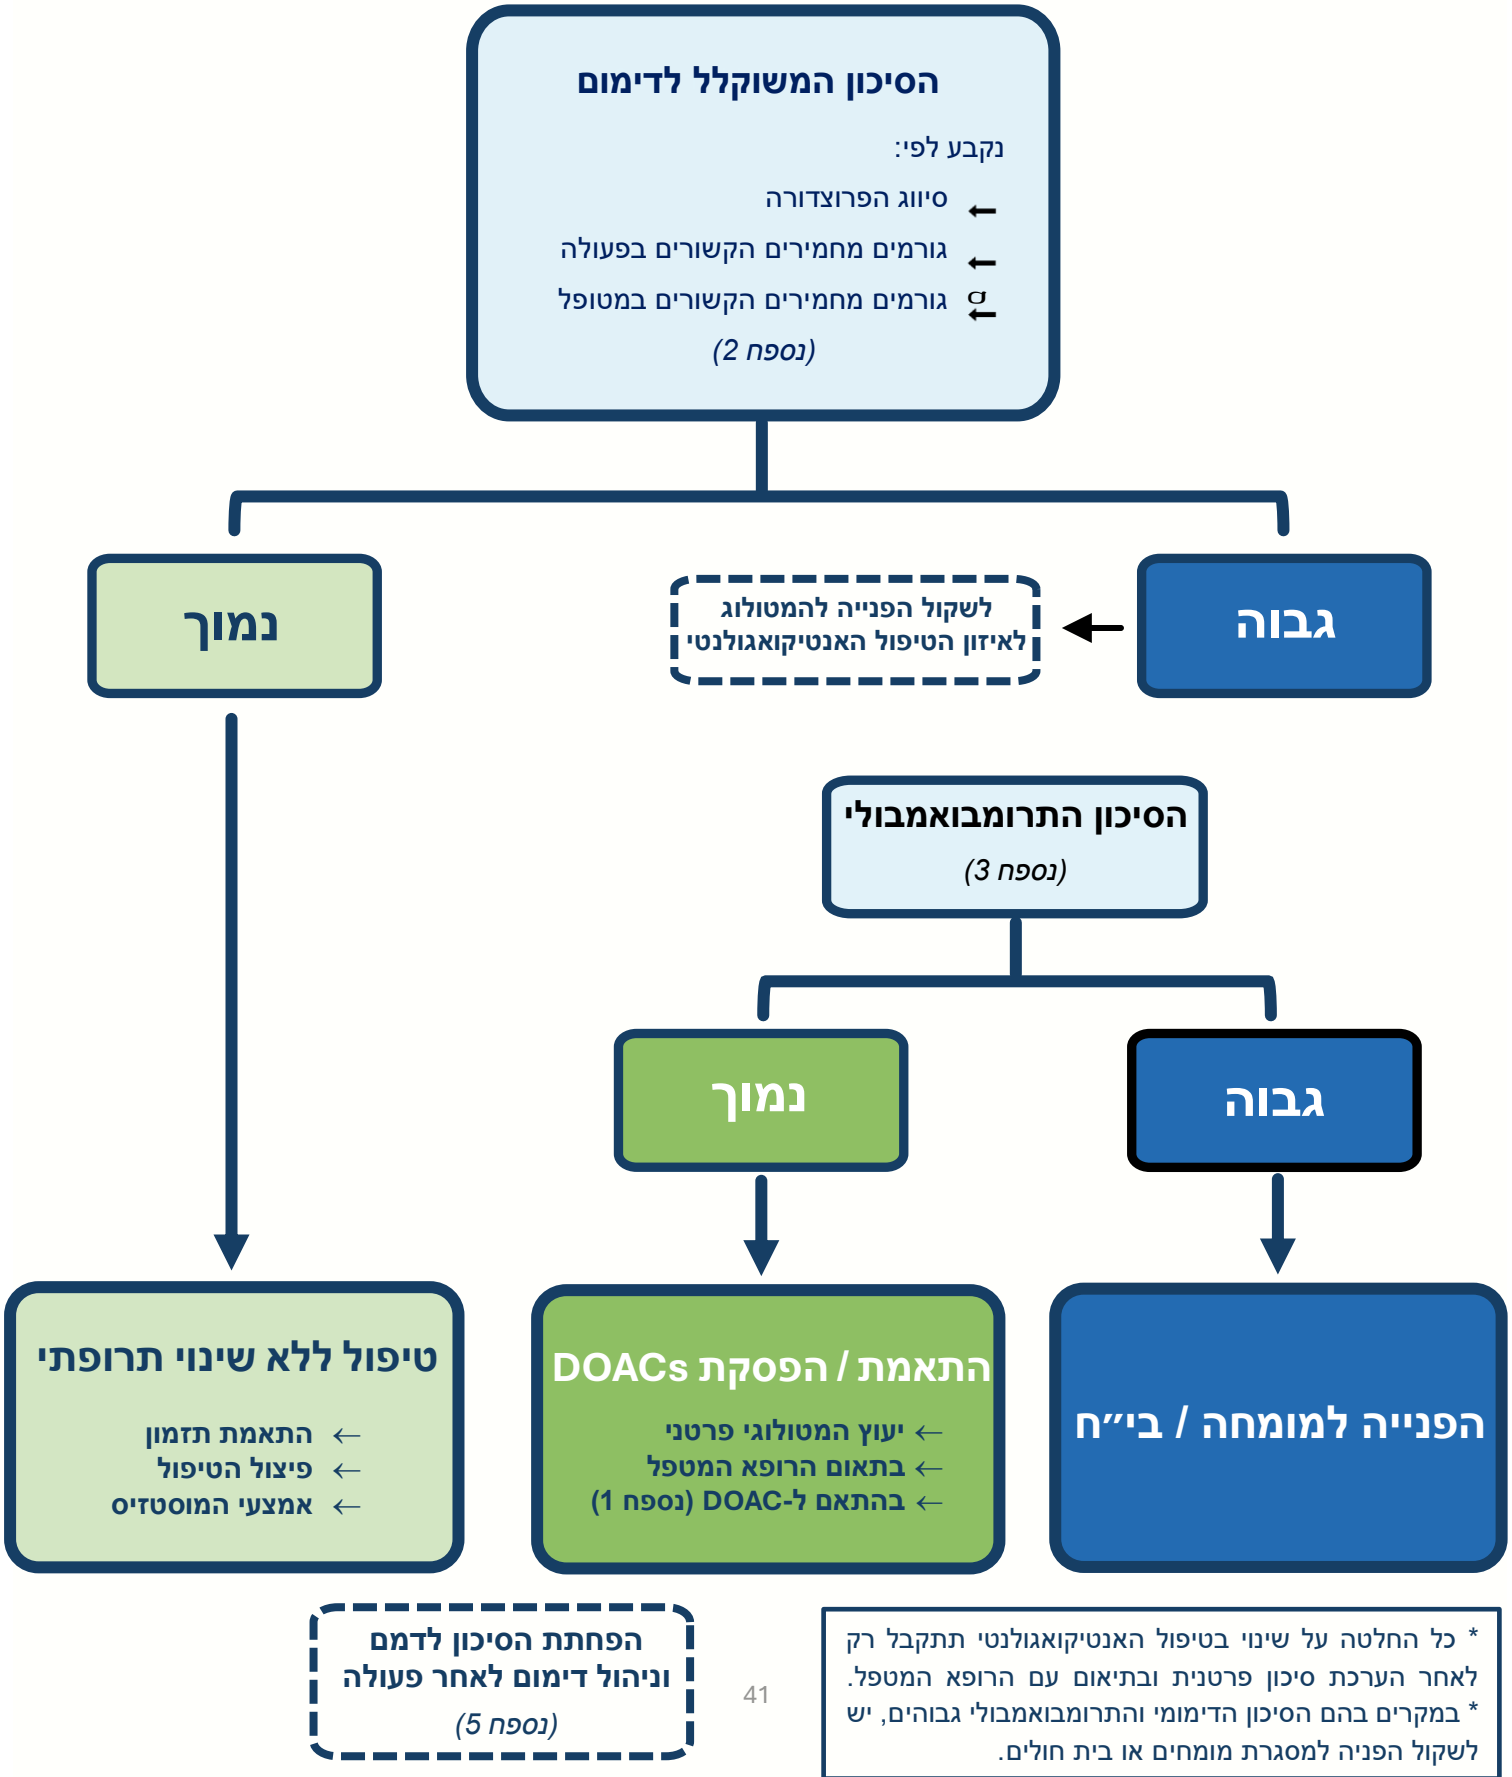 הסיכון המשוקלל לדימום
נקבע לפי:
← סיווג הפרוצדורה
← גורמים מחמירים הקשורים בפעולה
σ
← גורמים מחמירים הקשורים במטופל
(נספח 2)
גבוה
לשקול הפנייה להמטולוג
לאיזון הטיפול האנטיקואגולנטי
נמוך
הסיכון התרומבואמבולי
(נספח 3)
גבוה
נמוך
הפנייה למומחה / בי״ח
התאמת / הפסקת DOACs
← יעוץ המטולוגי פרטני
← בתאום הרופא המטפל
← בהתאם ל-DOAC (נספח 1)
טיפול ללא שינוי תרופתי
← התאמת תזמון
← פיצול הטיפול
← אמצעי המוסטזיס
* כל החלטה על שינוי בטיפול האנטיקואגולנטי תתקבל רק
לאחר הערכת סיכון פרטנית ובתיאום עם הרופא המטפל.
* במקרים בהם הסיכון הדימומי והתרומבואמבולי גבוהים, יש
לשקול הפניה למסגרת מומחים או בית חולים.
הפחתת הסיכון לדמם
וניהול דימום לאחר פעולה
(נספח 5)
41